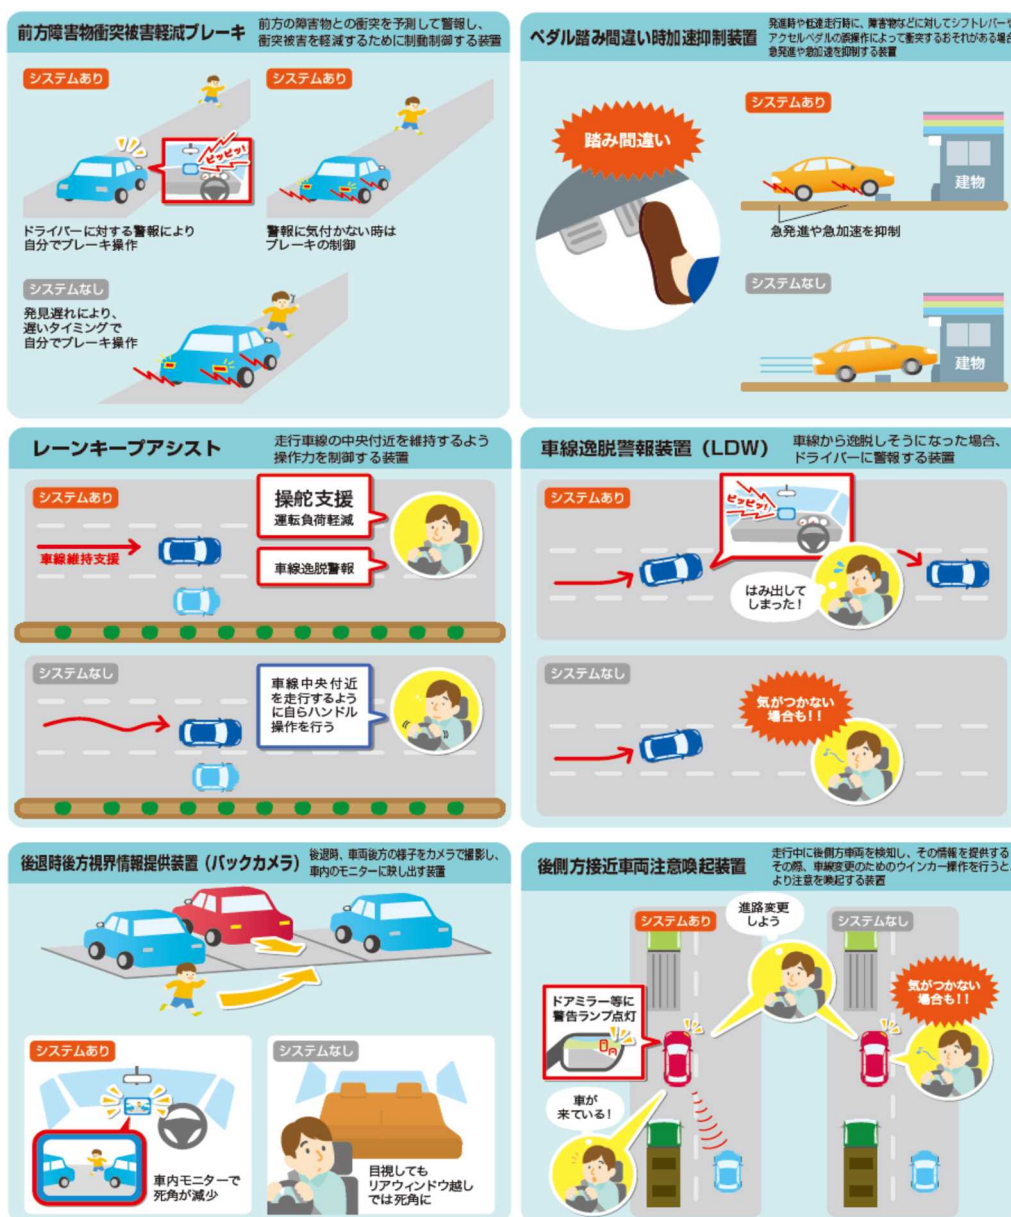 前方障害物衝突被害軽減ブレーキ
前方の障害物との衝突を予測して警報し、
衝突被害を軽減するために制動制御する装置
システムあり
ピッピッ!
ドライバーに対する警報により
自分でブレーキ操作
システムあり
警報に気付かない時は
ブレーキの制御
システムなし
発見遅れにより、
遅いタイミングで
自分でブレーキ操作
ペダル踏み間違い時加速抑制装置
発進時や低速走行時に、障害物などに対してシフトレバーや
アクセルペダルの誤操作によって衝突するおそれがある場合
急発進や急加速を抑制する装置
踏み間違い
システムあり
建物
急発進や急加速を抑制
システムなし
建物
レーンキープアシスト
走行車線の中央付近を維持するよう
操作力を制御する装置
システムあり
車線維持支援
操舵支援
運転負荷軽減
車線逸脱警報
システムなし
車線中央付近
を走行するよう
に自らハンドル
操作を行う
車線逸脱警報装置（LDW）
車線から逸脱しそうになった場合、
ドライバーに警報する装置
システムあり
ピッピッ!
はみ出して
しまった！
システムなし
気がつかない
場合も!!
後退時後方視界情報提供装置（バックカメラ）
後退時、車両後方の様子をカメラで撮影し、
車内のモニターに映し出す装置
システムあり
車内モニターで
死角が減少
システムなし
目視しても
リアウィンドウ越し
では死角に
後側方接近車両注意喚起装置
走行中に後側方車両を検知し、その情報を提供する
その際、車線変更のためのウインカー操作を行うと、
より注意を喚起する装置
システムあり
進路変更
しよう
システムなし
ドアミラー等に
警告ランプ点灯
気がつかない
場合も!!
車が
来ている！